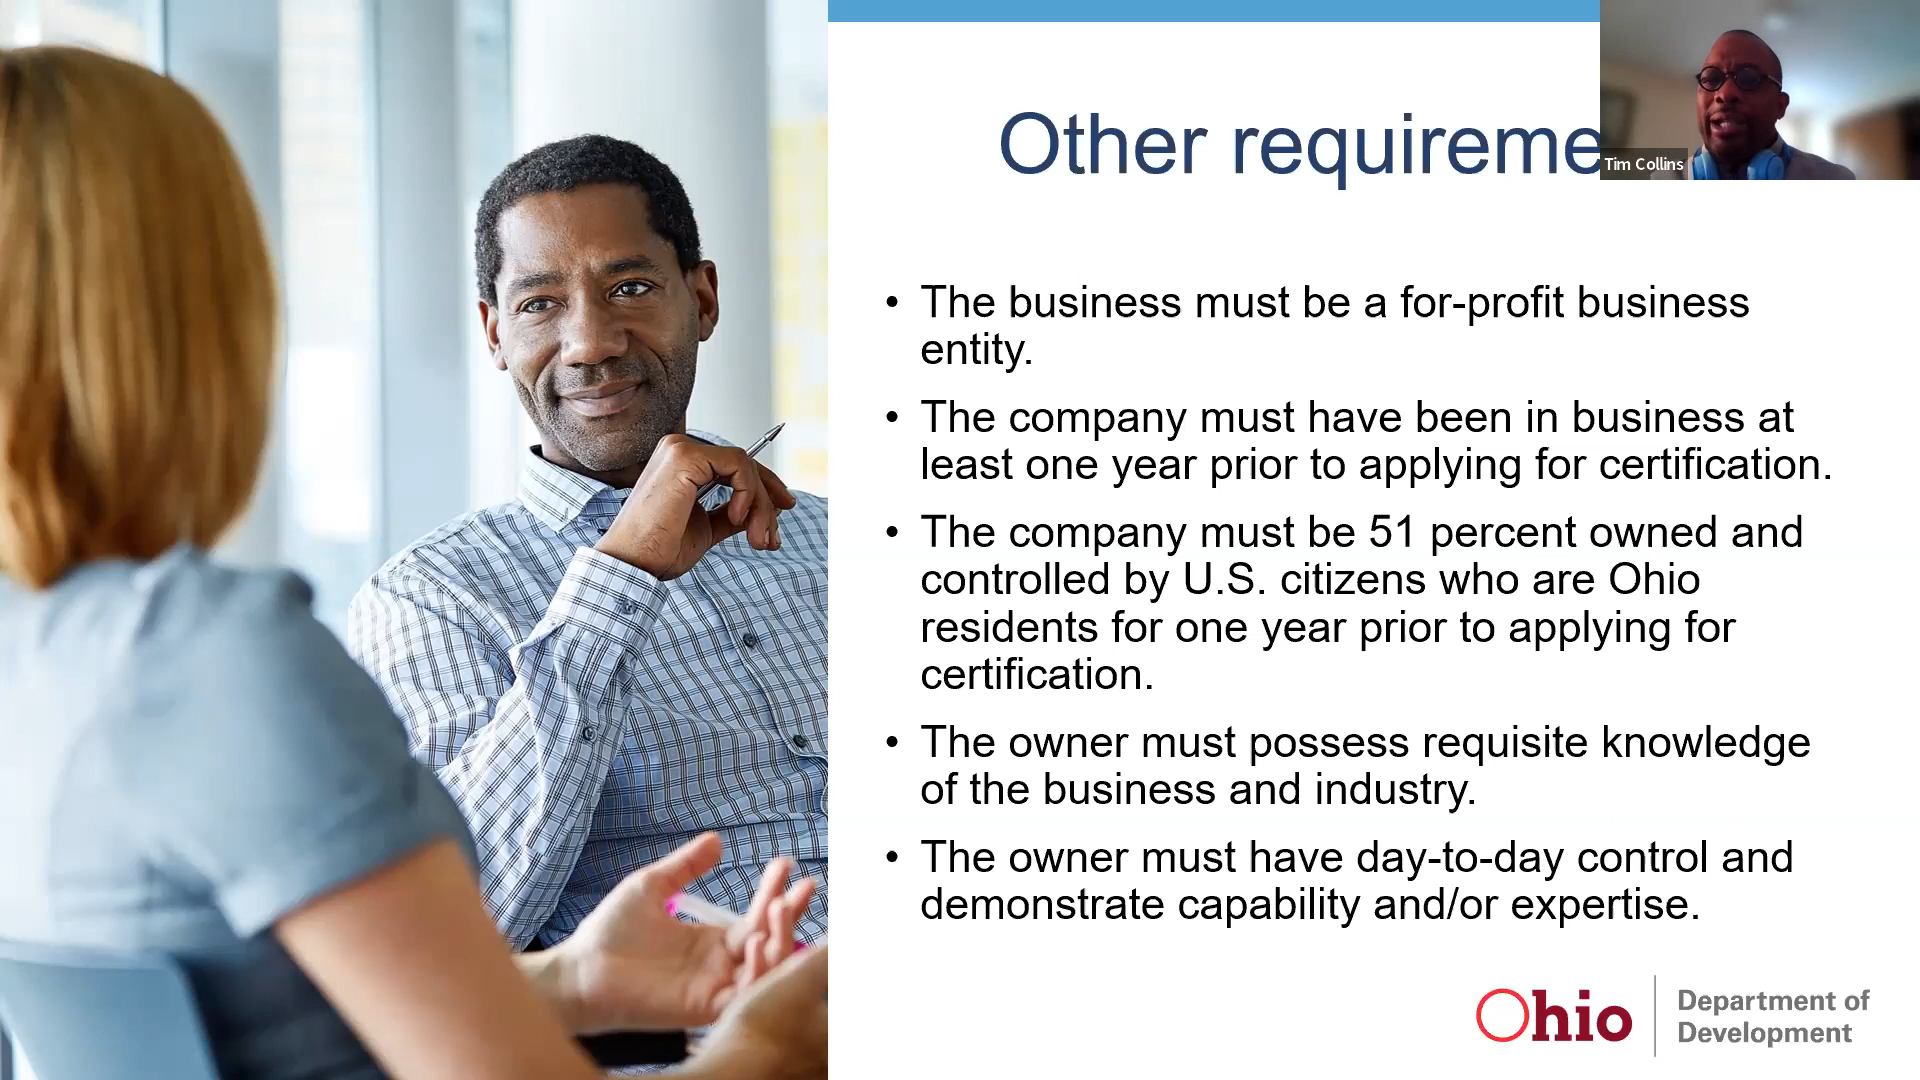 Other requireme
Tim Collins
• The business must be a for-profit business
entity.
• The company must have been in business at
least one year prior to applying for certification.
• The company must be 51 percent owned and
controlled by U.S. citizens who are Ohio
residents for one year prior to applying for
certification.
• The owner must possess requisite knowledge
of the business and industry.
• The owner must have day-to-day control and
demonstrate capability and/or expertise.
Ohio
Department of
Development